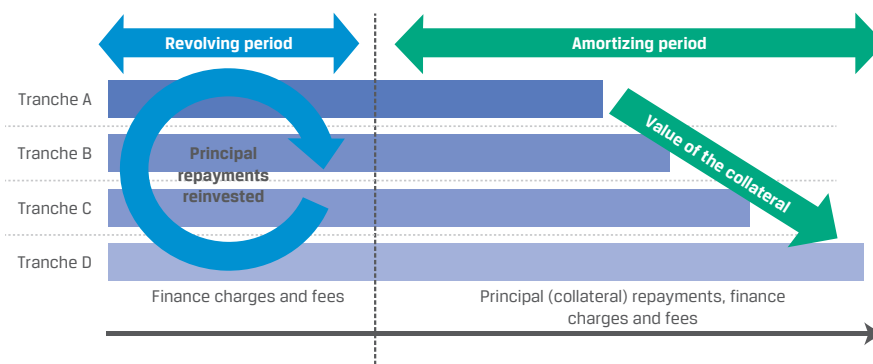 Revolving period
Amortizing period
Tranche A
Tranche B
Tranche C
Tranche D
Principal
repayments
reinvested
Value of the collateral
Finance charges and fees
Principal (collateral) repayments, finance
charges and fees